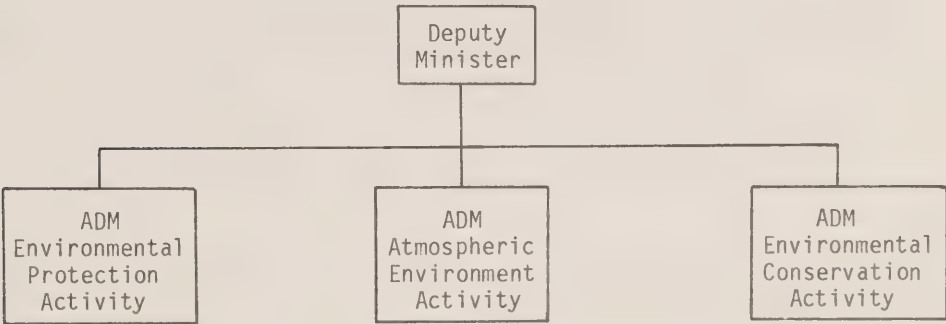 Deputy
Minister
ADM
Environmental
Protection
Activity
ADM
Atmospheric
Environment
Activity
ADM
Environmental
Conservation
Activity